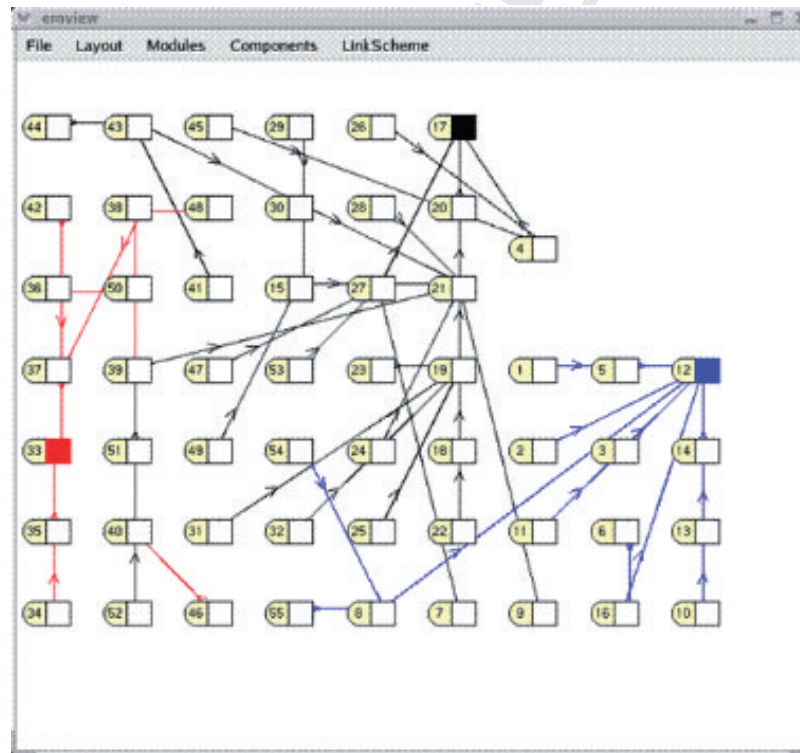 eroview
File Layout Modules Components LinkScheme
44 43 45 29 26 17
42 38 48 30 28 20
4
36 50 41 15 27 21
37 39 47 53 23 19 1 5 12
33 51 49 54 24 18 2 3 14
35 40 31 32 25 22 11 6 13
34 52 46 55 8 7 9 16 10